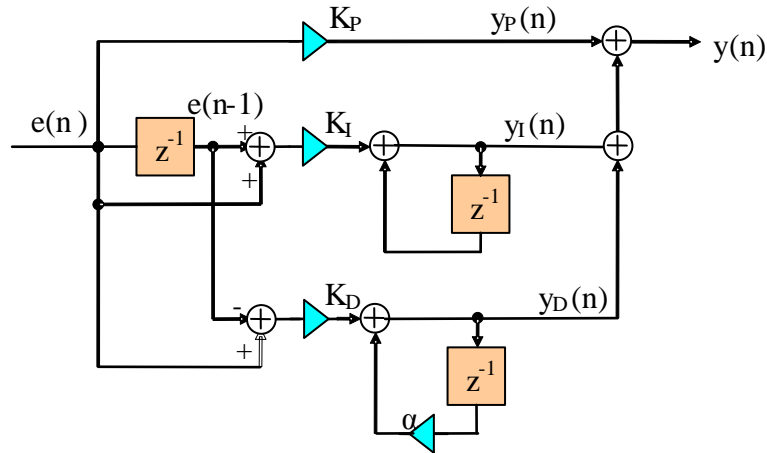 K_P
y_P(n)
y(n)
e(n)
e(n-1)
z^{-1}
+
+
K_I
y_I(n)
z^{-1}
-
+
K_D
y_D(n)
z^{-1}
α